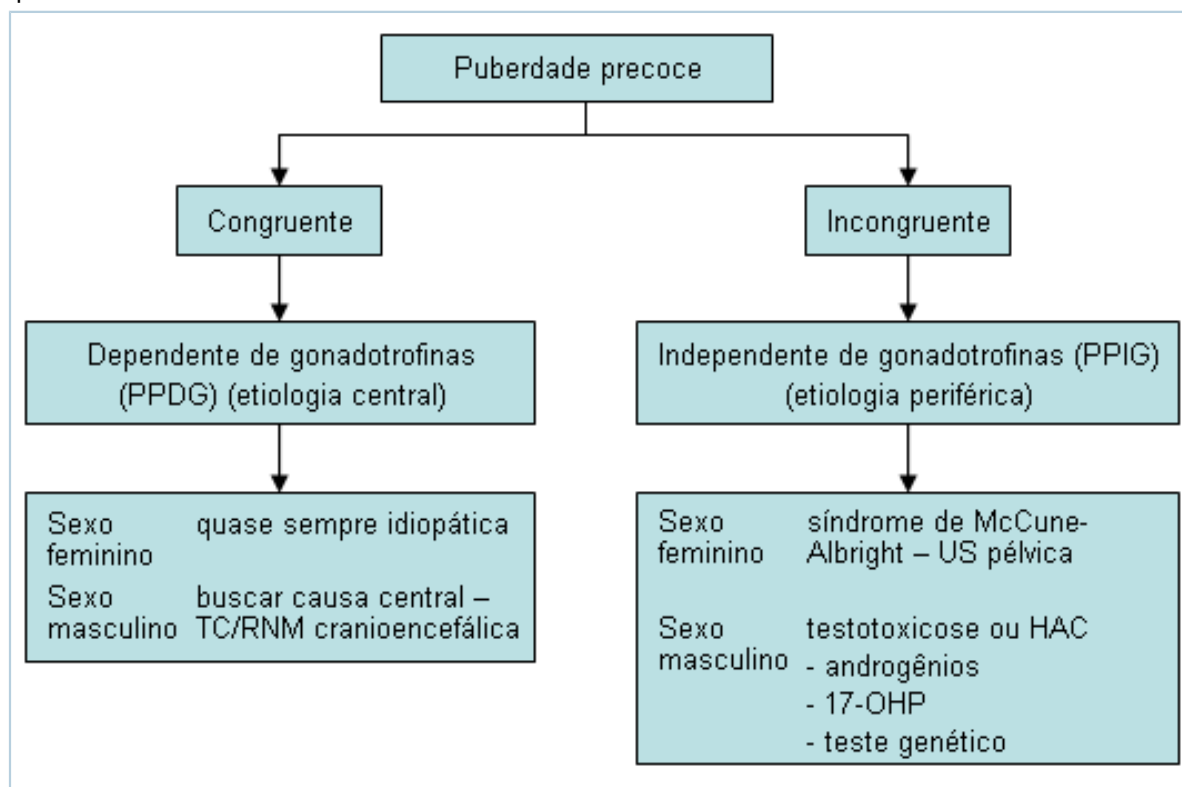 Puberdade precoce
Congruente
Incongruente
Dependente de gonadotrofinas
(PPDG) (etiologia central)
Independente de gonadotrofinas (PPIG)
(etiologia periférica)
Sexo feminino quase sempre idiopática
Sexo masculino buscar causa central –
TC/RNM cranioencefálica
Sexo feminino síndrome de McCune-
Albright – US pélvica
Sexo masculino testotoxicose ou HAC
- androgênios
- 17-OHP
- teste genético